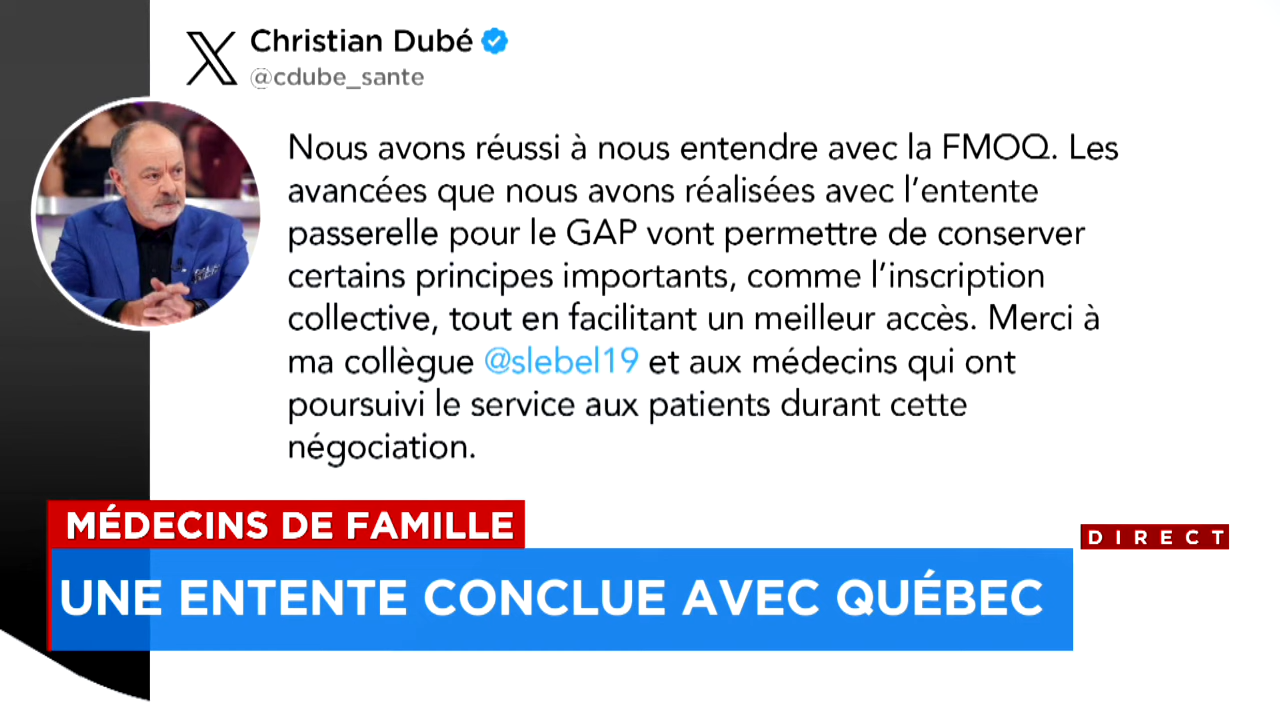 Christian Dubé
@cdube_sante
Nous avons réussi à nous entendre avec la FMOQ. Les
avancées que nous avons réalisées avec l’entente
passerelle pour le GAP vont permettre de conserver
certains principes importants, comme l’inscription
collective, tout en facilitant un meilleur accès. Merci à
ma collègue @slebel19 et aux médecins qui ont
poursuivi le service aux patients durant cette
négociation.
MÉDECINS DE FAMILLE
DIRECT
UNE ENTENTE CONCLUE AVEC QUÉBEC